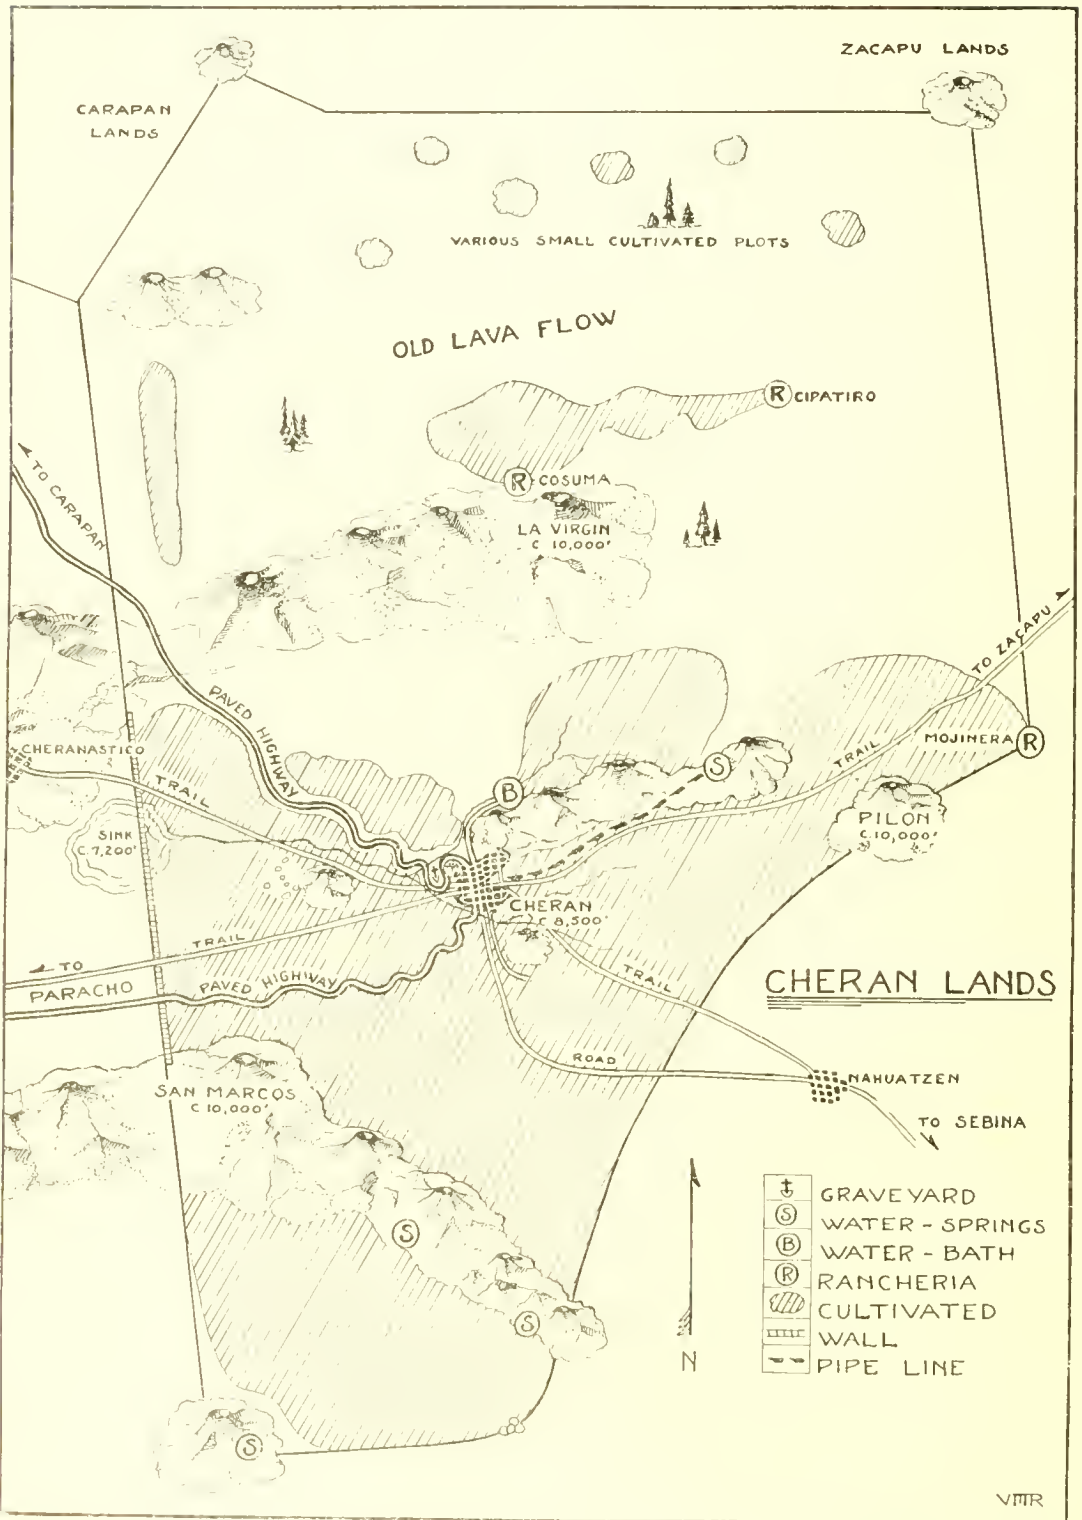 ZACAPU LANDS
CARAPAN
LANDS
VARIOUS SMALL CULTIVATED PLOTS
OLD LAVA FLOW
R CIPATIRO
R COSUMA
TO CARAPAN
LA VIRGIN
C 10,000'
TO ZACAPU
PAVED HIGHWAY
MOJINERA R
CHERANASTICO
TRAIL
TRAIL
S
B
PILON
C.10,000'
SINK
C.7,200'
CHERAN
C 8,500'
TRAIL
TO
PARACHO
PAVED HIGHWAY
TRAIL
CHERAN LANDS
ROAD
NAHUATZEN
SAN MARCOS
C 10,000'
TO SEBINA
GRAVEYARD
S WATER-SPRINGS
B WATER-BATH
R RANCHERIA
CULTIVATED
WALL
PIPE LINE
N
S
S
S